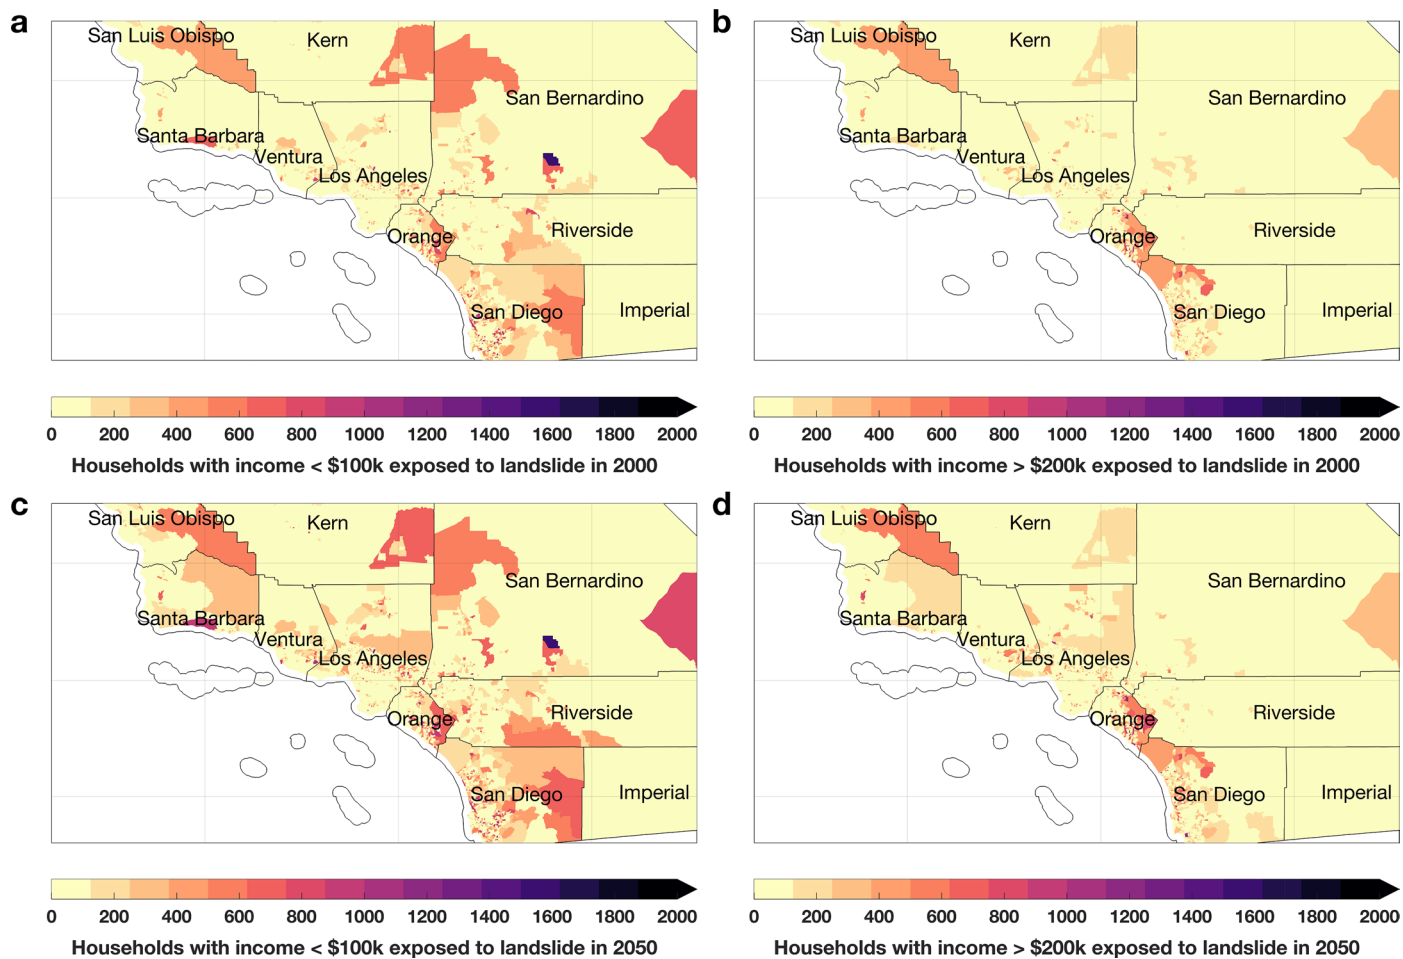 a
San Luis Obispo
Kern
San Bernardino
Santa Barbara
Ventura
Los Angeles
Orange
Riverside
San Diego
Imperial
0 200 400 600 800 1000 1200 1400 1600 1800 2000
Households with income < $100k exposed to landslide in 2000
b
San Luis Obispo
Kern
San Bernardino
Santa Barbara
Ventura
Los Angeles
Orange
Riverside
San Diego
Imperial
0 200 400 600 800 1000 1200 1400 1600 1800 2000
Households with income > $200k exposed to landslide in 2000
c
San Luis Obispo
Kern
San Bernardino
Santa Barbara
Ventura
Los Angeles
Orange
Riverside
San Diego
Imperial
0 200 400 600 800 1000 1200 1400 1600 1800 2000
Households with income < $100k exposed to landslide in 2050
d
San Luis Obispo
Kern
San Bernardino
Santa Barbara
Ventura
Los Angeles
Orange
Riverside
San Diego
Imperial
0 200 400 600 800 1000 1200 1400 1600 1800 2000
Households with income > $200k exposed to landslide in 2050